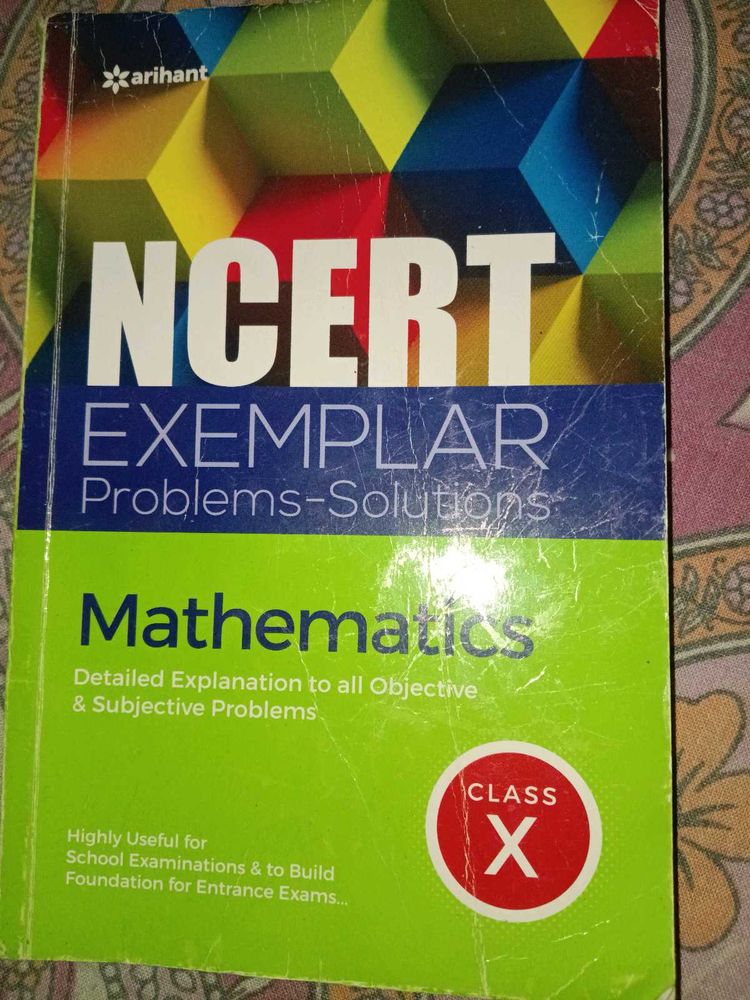 arihant
NCERT
EXEMPLAR
Problems-Solutions
Mathematics
Detailed Explanation to all Objective
& Subjective Problems
CLASS
X
Highly Useful for
School Examinations & to Build
Foundation for Entrance Exams...